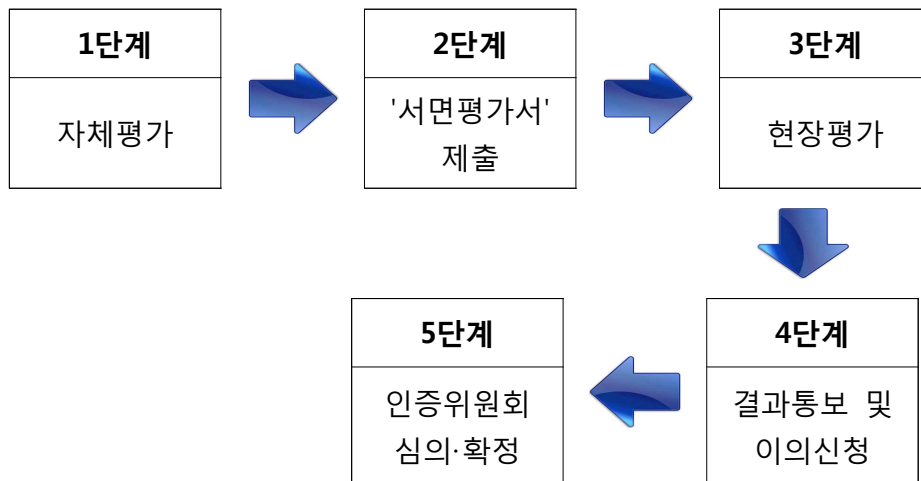 1단계
자체평가
2단계
'서면평가서'
제출
3단계
현장평가
4단계
결과통보 및
이의신청
5단계
인증위원회
심의·확정